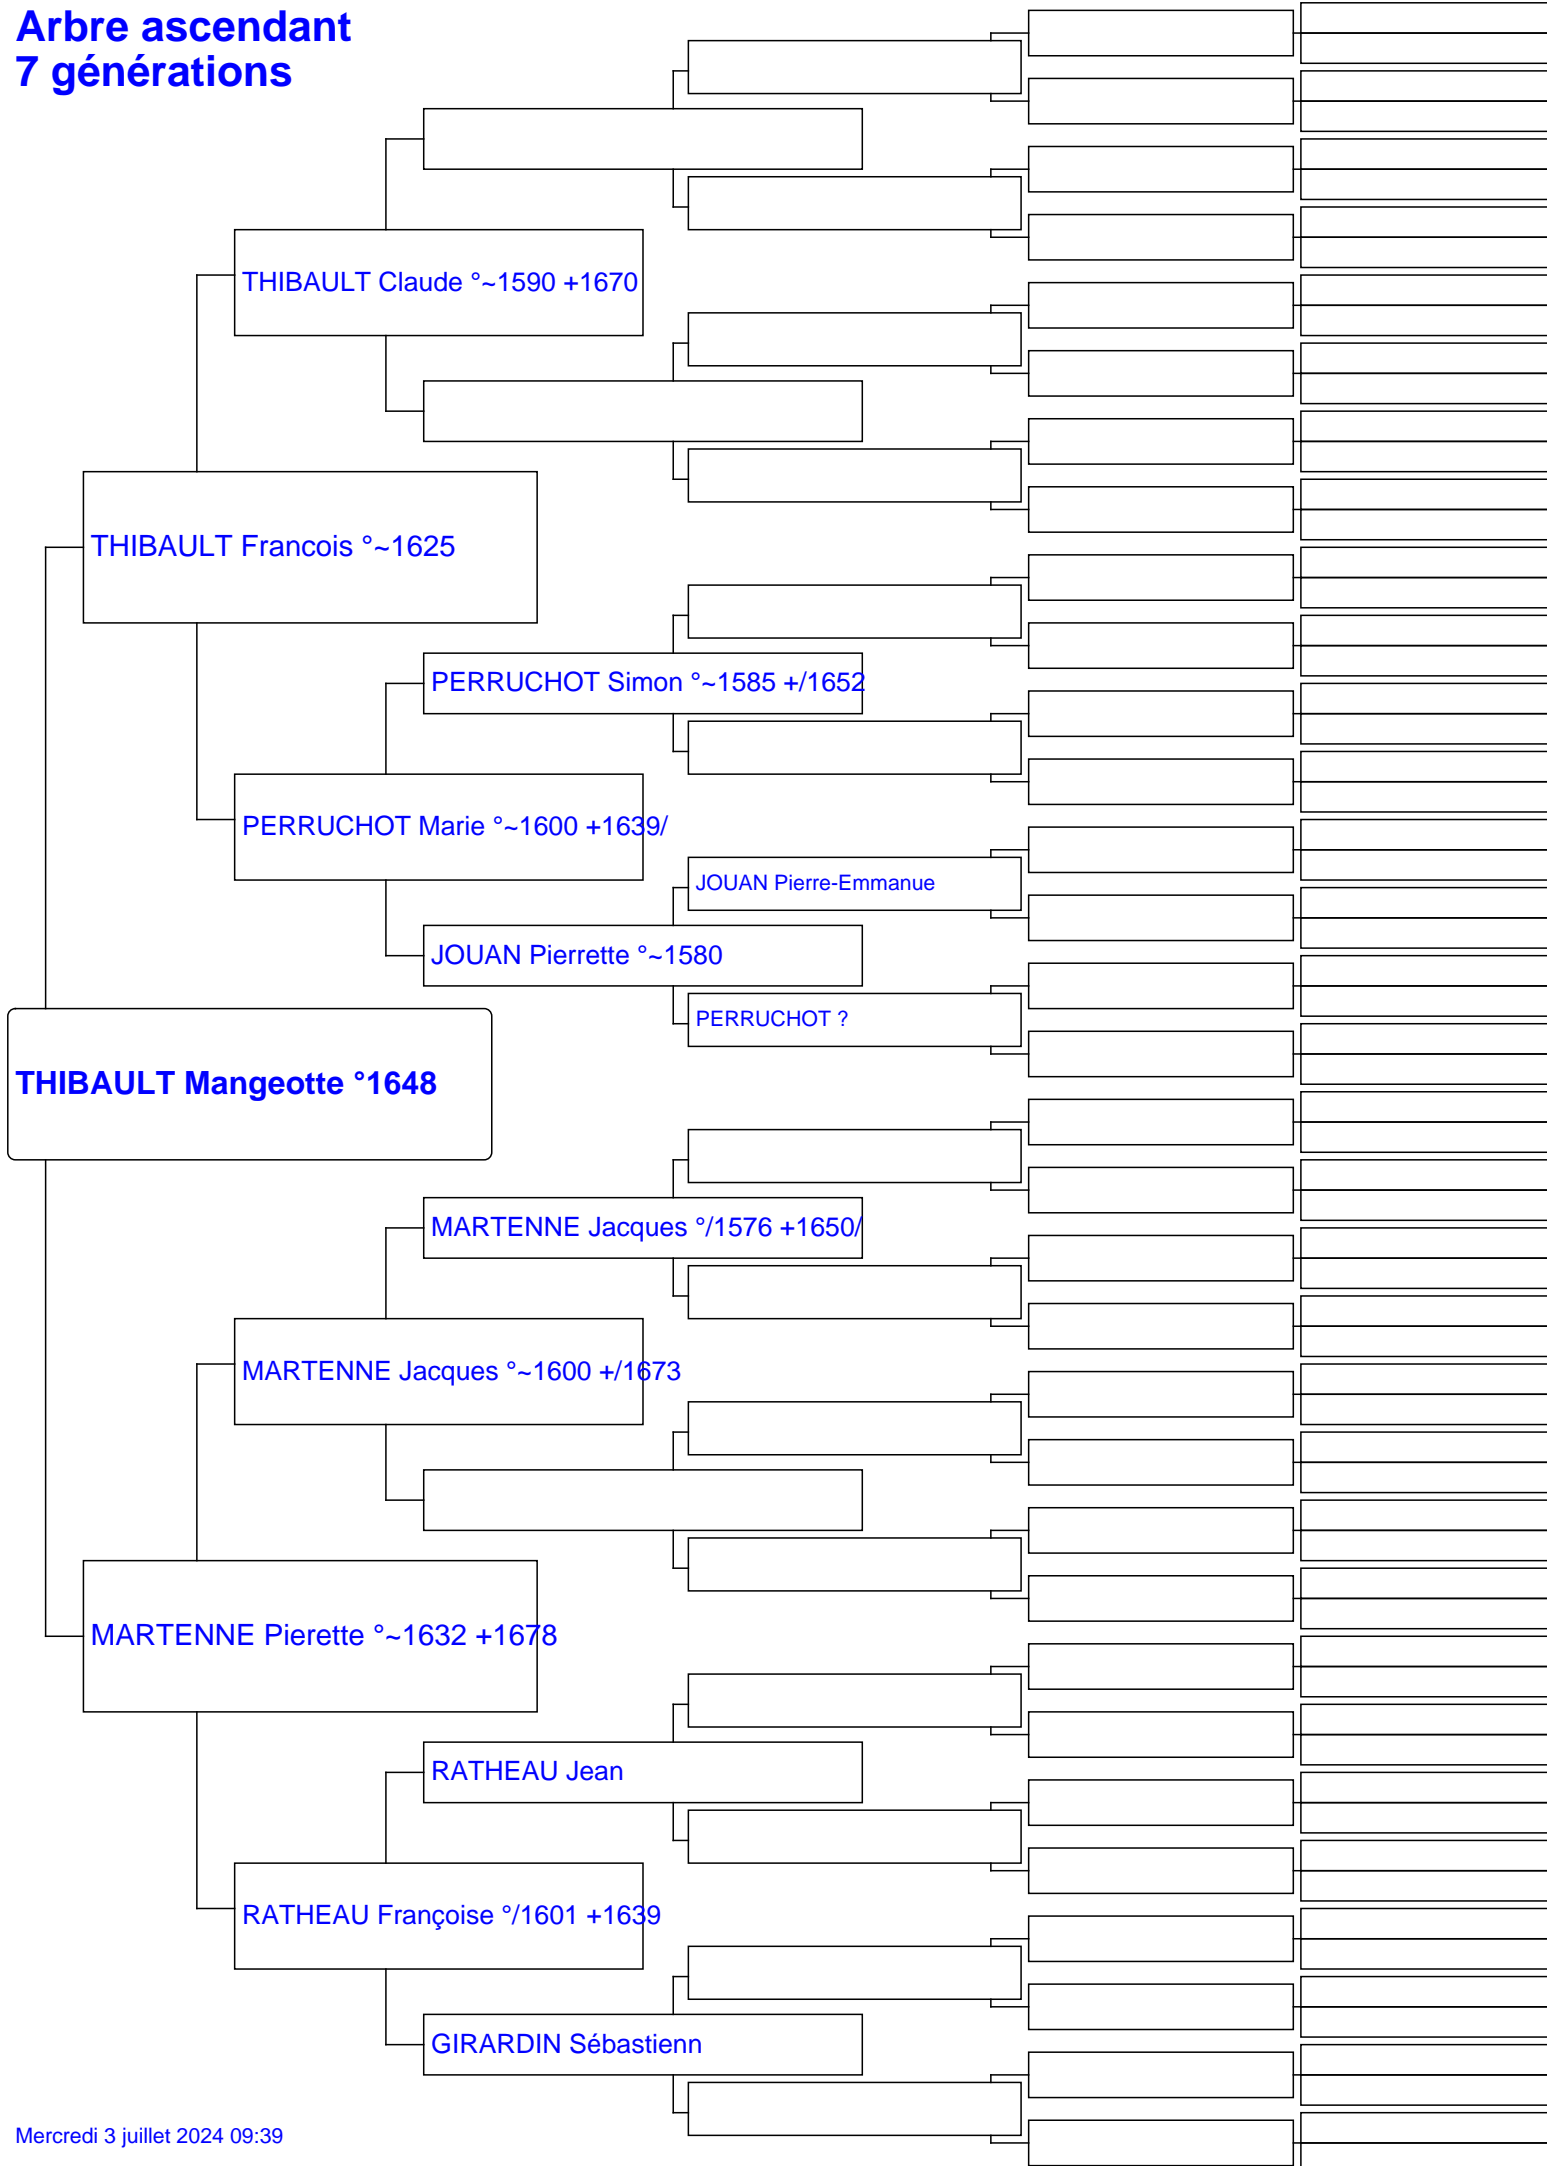 Arbre ascendant
7 générations
THIBAULT Claude °~1590 +1670
THIBAULT Francois °~1625
PERRUCHOT Simon °~1585 +/1652
PERRUCHOT Marie °~1600 +1639/
JOUAN Pierre-Emmanue
JOUAN Pierrette °~1580
PERRUCHOT ?
THIBAULT Mangeotte °1648
MARTENNE Jacques °/1576 +1650/
MARTENNE Jacques °~1600 +/1673
MARTENNE Pierette °~1632 +1678
RATHEAU Jean
RATHEAU Françoise °/1601 +1639
GIRARDIN Sébastienn
Mercredi 3 juillet 2024 09:39